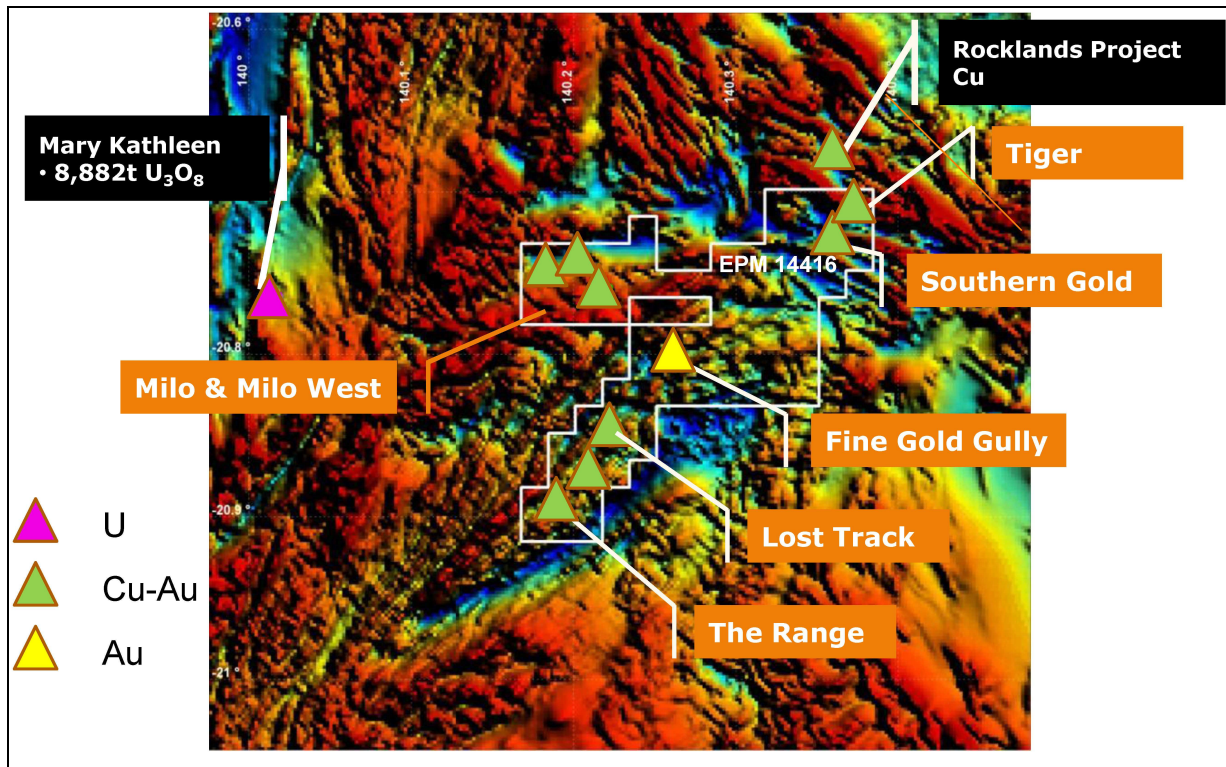 -20.6 °
140 °
140.1 °
140.2 °
140.3 °
Rocklands Project
Cu
Mary Kathleen
• 8,882t U₃O₈
Tiger
EPM 14416
Southern Gold
-20.8 °
Milo & Milo West
Fine Gold Gully
-20.9 °
Lost Track
The Range
-21 °
U
Cu-Au
Au